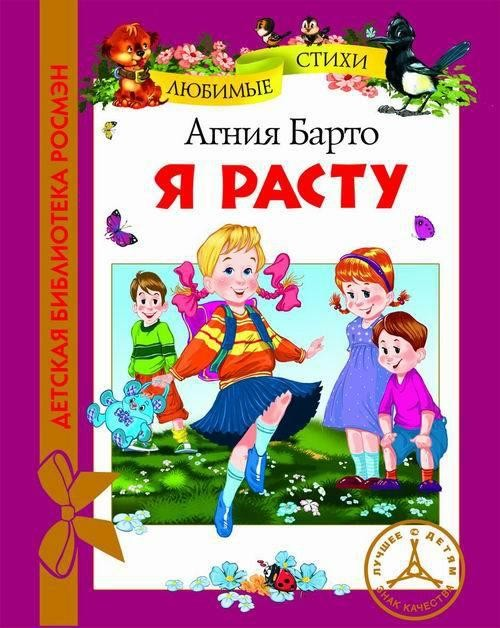 ЛЮБИМЫЕ СТИХИ
Агния Барто
Я РАСТУ
ДЕТСКАЯ БИБЛИОТЕКА РОСМЭН
ЛУЧШЕЕ © ДЕТЯМ
ЗНАК КАЧЕСТВА